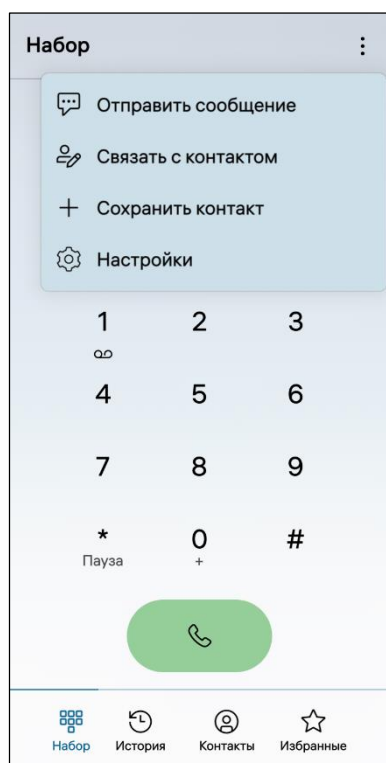 Набор
Отправить сообщение
Связать с контактом
Сохранить контакт
Настройки
1 2 3
4 5 6
7 8 9
* 0 #
Пауза +
Набор История Контакты Избранные